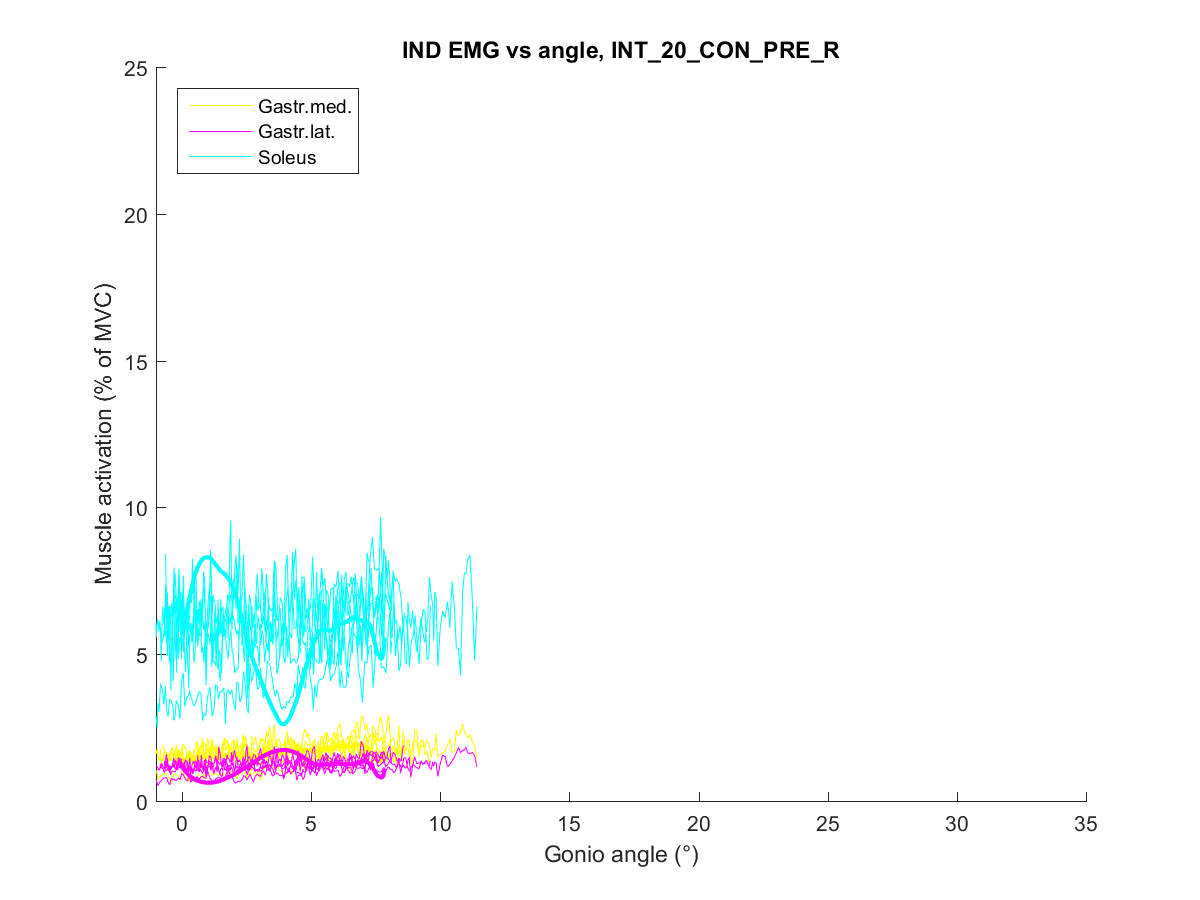 IND EMG vs angle, INT_20_CON_PRE_R
25
20
15
10
5
0
Muscle activation (% of MVC)
Gastr.med.
Gastr.lat.
Soleus
0 5 10 15 20 25 30 35
Gonio angle (°)